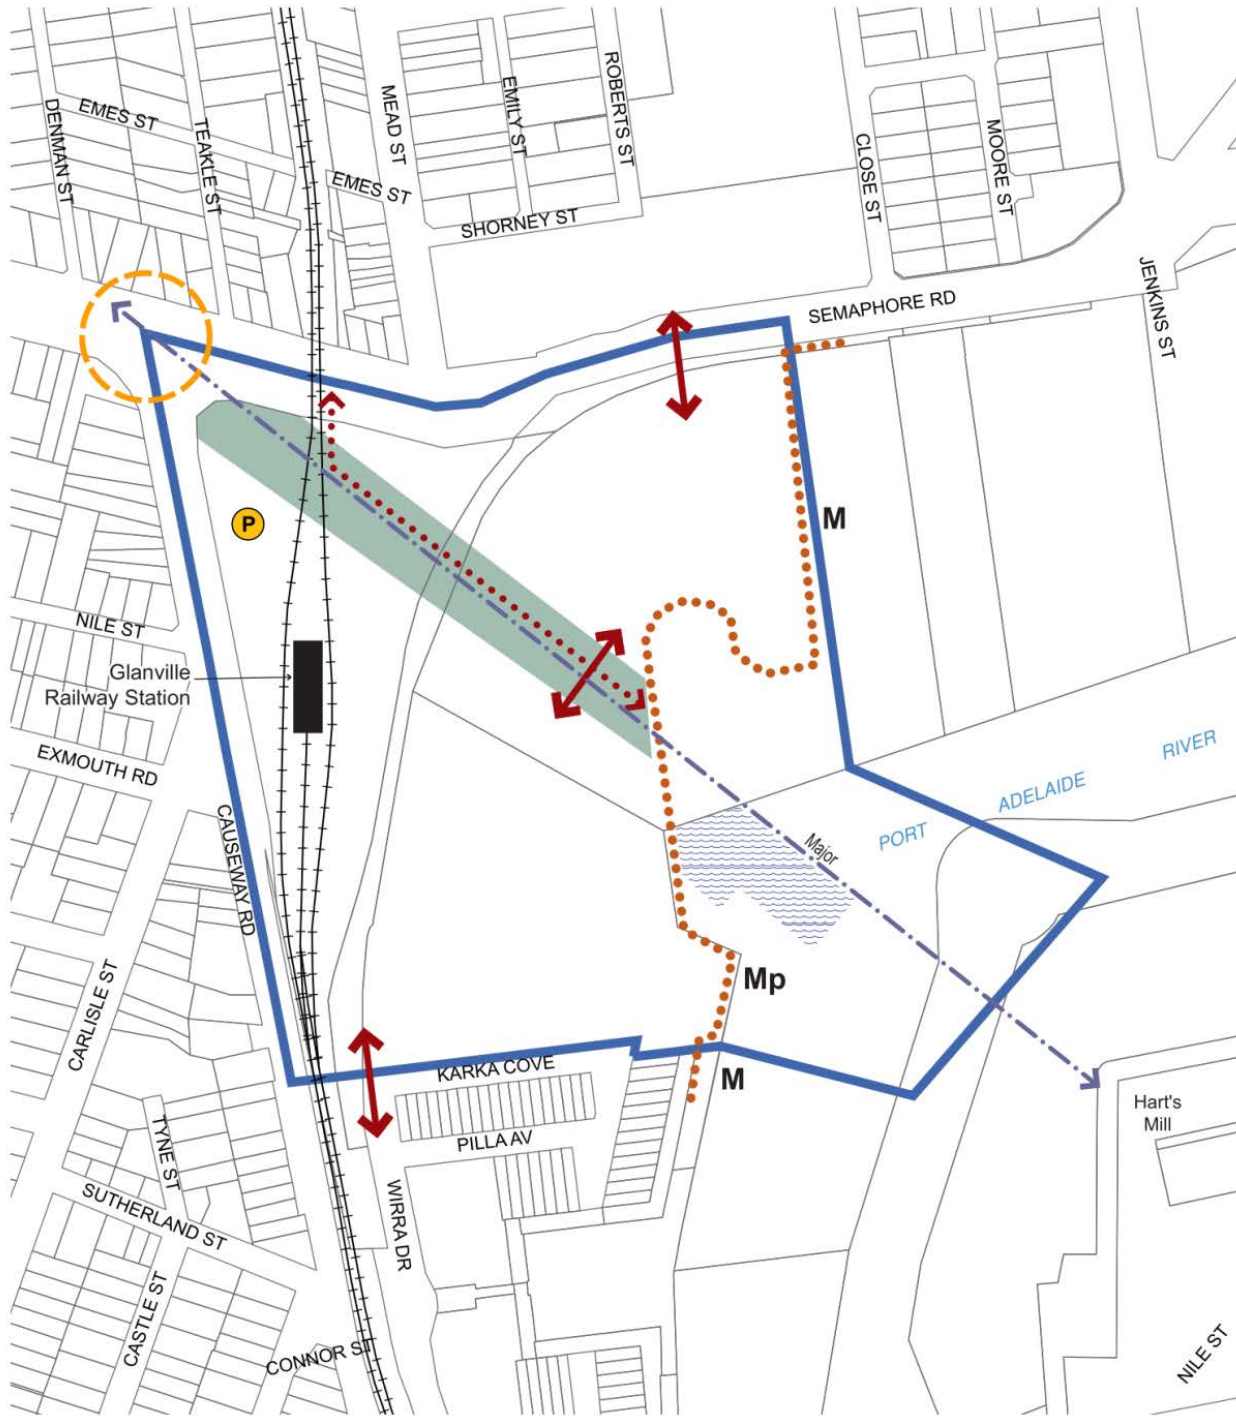 EMES ST
DENMAN ST
TEAKLE ST
MEAD ST
EMILY ST
ROBERTS ST
EMES ST
SHORNEY ST
CLOSE ST
MOORE ST
JENKINS ST
SEMAPHORE RD
M
P
NILE ST
Glanville
Railway Station
EXMOUTH RD
CAUSEWAY RD
RIVER
ADELAIDE
PORT
Major
CARLISLE ST
Mp
KARKA COVE
M
Hart's
Mill
PILLA AV
TYNE ST
SUTHERLAND ST
WIRRA DR
CASTLE ST
CONNOR ST
NILE ST